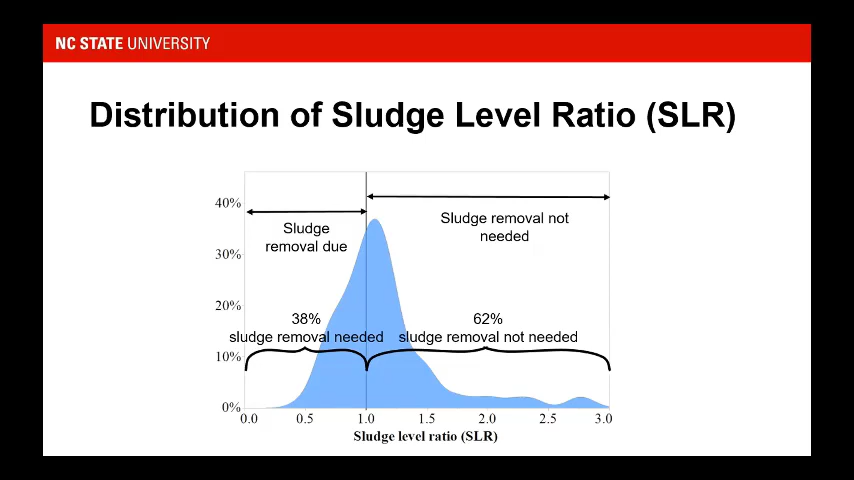 NC STATE UNIVERSITY
Distribution of Sludge Level Ratio (SLR)
40%
30%
20%
10%
0%
Sludge
removal due
Sludge removal not
needed
38%
sludge removal needed
62%
sludge removal not needed
0.0 0.5 1.0 1.5 2.0 2.5 3.0
Sludge level ratio (SLR)